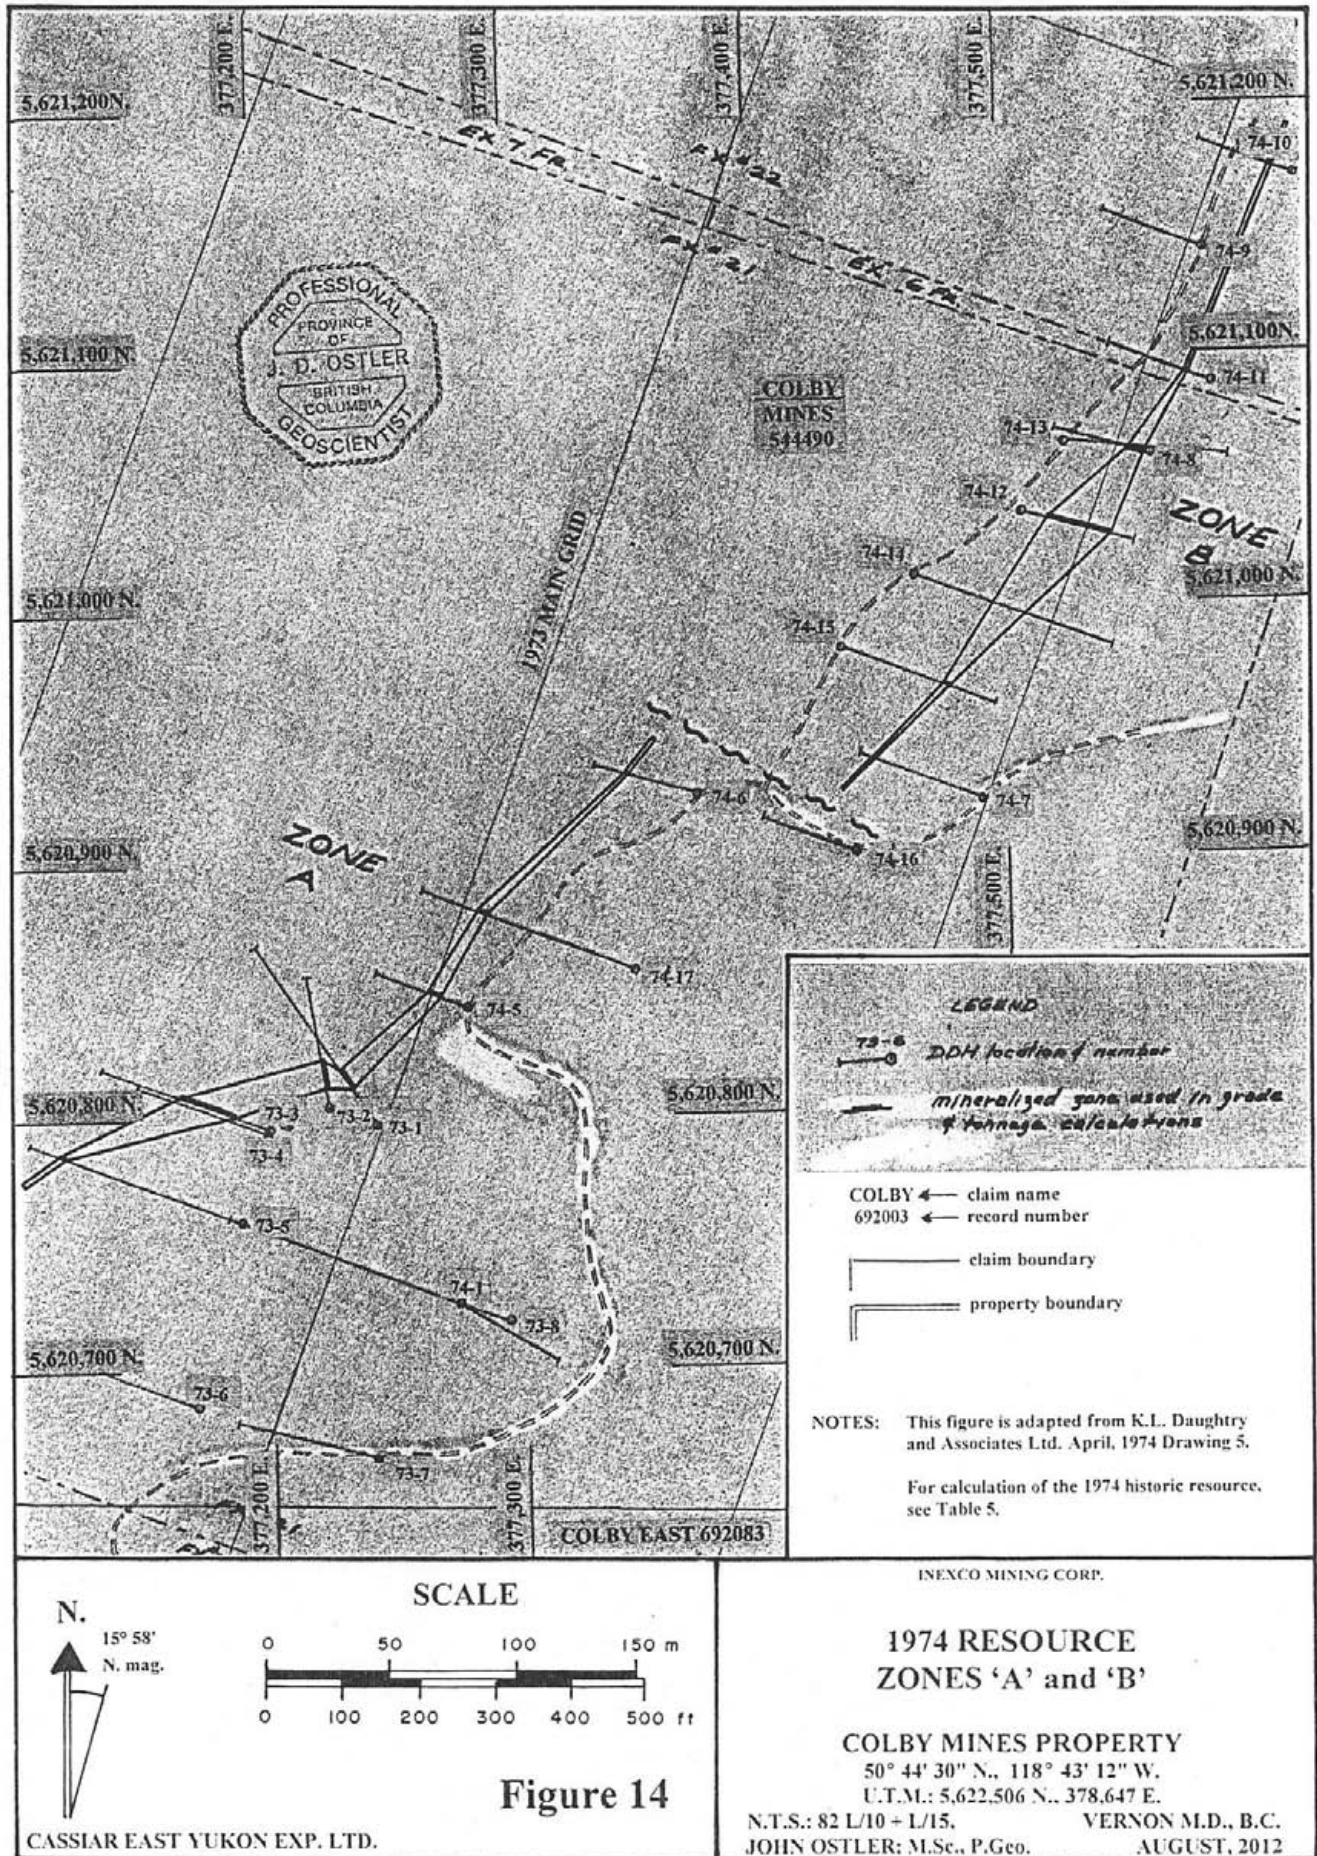 377,200 E.
377,300 E.
377,400 E.
377,500 E.
5,621,200N.
5,621,200 N.
EX 7 FR.
EX # 22
74-10
EX # 21
EX 6 FR.
74-9
PROFESSIONAL
PROVINCE
OF
J. D. OSTLER
BRITISH
COLUMBIA
GEOSCIENTIST
5,621,100 N.
5,621,100N.
74-11
COLBY
MINES
544490
74-13
74-8
74-12
ZONE
B
1973 MAIN GRID
74-14
5,621,000 N.
5,621,000 N.
74-15
74-6
74-7
ZONE
A
5,620,900 N.
5,620,900 N.
74-16
377,500 E.
74-17
74-5
5,620,800 N.
5,620,800 N.
73-3
73-2
73-1
73-4
73-5
74-1
73-8
5,620,700 N.
5,620,700 N.
73-6
73-7
377,200 E.
377,300 E.
COLBY EAST 692083
LEGEND
73-6
DDH location & number
mineralized zone used in grade
& tonnage calculations
COLBY claim name
692003 record number
claim boundary
property boundary
NOTES: This figure is adapted from K.L. Daughtry
and Associates Ltd. April, 1974 Drawing 5.
For calculation of the 1974 historic resource,
see Table 5.
N.
15° 58'
N. mag.
SCALE
0 50 100 150 m
0 100 200 300 400 500 ft
Figure 14
CASSIAR EAST YUKON EXP. LTD.
INEXCO MINING CORP.
1974 RESOURCE
ZONES 'A' and 'B'
COLBY MINES PROPERTY
50° 44' 30" N., 118° 43' 12" W.
U.T.M.: 5,622,506 N., 378,647 E.
N.T.S.: 82 L/10 + L/15. VERNON M.D., B.C.
JOHN OSTLER; M.Sc., P.Geo. AUGUST, 2012